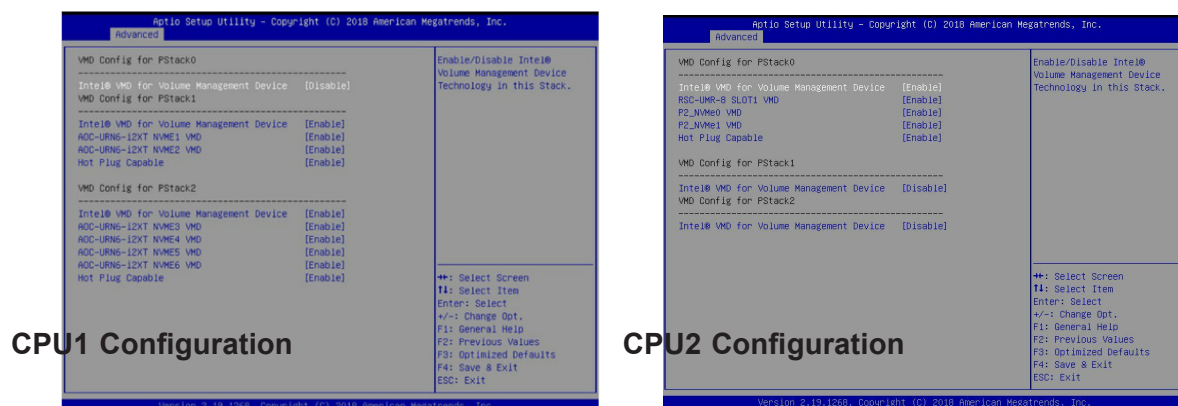 Aptio Setup Utility – Copyright (C) 2018 American Megatrends, Inc.
Advanced
VMD Config for PStack0
Intel® VMD for Volume Management Device [Disable]
VMD Config for PStack1
Intel® VMD for Volume Management Device [Enable]
AOC-URN6-i2XT NVME1 VMD [Enable]
AOC-URN6-i2XT NVME2 VMD [Enable]
Hot Plug Capable [Enable]
VMD Config for PStack2
Intel® VMD for Volume Management Device [Enable]
AOC-URN6-i2XT NVME3 VMD [Enable]
AOC-URN6-i2XT NVME4 VMD [Enable]
AOC-URN6-i2XT NVME5 VMD [Enable]
AOC-URN6-i2XT NVME6 VMD [Enable]
Hot Plug Capable [Enable]
Enable/Disable Intel®
Volume Management Device
Technology in this Stack.
↔: Select Screen
↑↓: Select Item
Enter: Select
+/-: Change Opt.
F1: General Help
F2: Previous Values
F3: Optimized Defaults
F4: Save & Exit
ESC: Exit
Version 2.19.1268. Copyright (C) 2018 American Megatrends, Inc.
CPU1 Configuration
Aptio Setup Utility – Copyright (C) 2018 American Megatrends, Inc.
Advanced
VMD Config for PStack0
Intel® VMD for Volume Management Device [Enable]
RSC-UMR-8 SLOT1 VMD [Enable]
P2_NVMe0 VMD [Enable]
P2_NVMe1 VMD [Enable]
Hot Plug Capable [Enable]
VMD Config for PStack1
Intel® VMD for Volume Management Device [Disable]
VMD Config for PStack2
Intel® VMD for Volume Management Device [Disable]
Enable/Disable Intel®
Volume Management Device
Technology in this Stack.
↔: Select Screen
↑↓: Select Item
Enter: Select
+/-: Change Opt.
F1: General Help
F2: Previous Values
F3: Optimized Defaults
F4: Save & Exit
ESC: Exit
Version 2.19.1268. Copyright (C) 2018 American Megatrends, Inc.
CPU2 Configuration